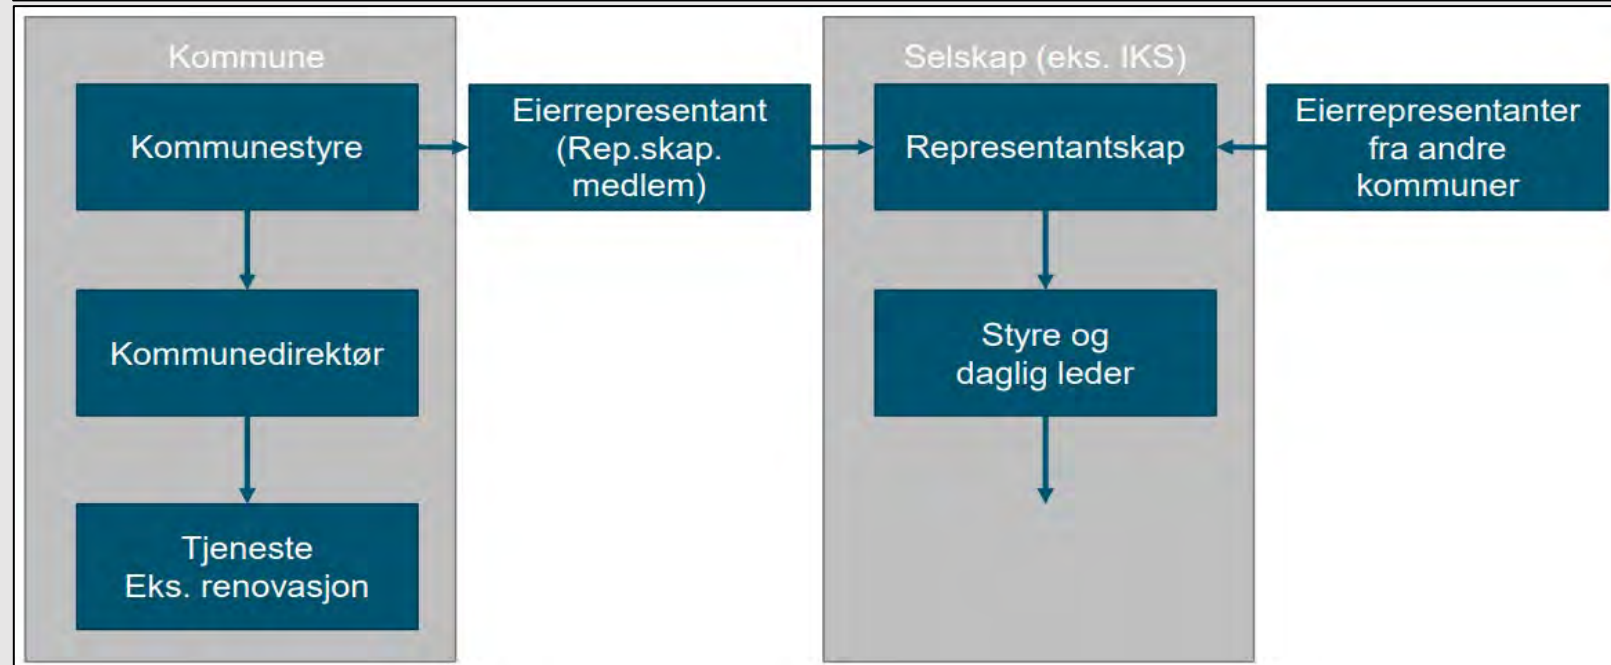 Kommune
Kommunestyre
Kommunedirektør
Tjeneste
Eks. renovasjon
Eierrepresentant
(Rep.skap.
medlem)
Selskap (eks. IKS)
Representantskap
Styre og
daglig leder
Eierrepresentanter
fra andre
kommuner